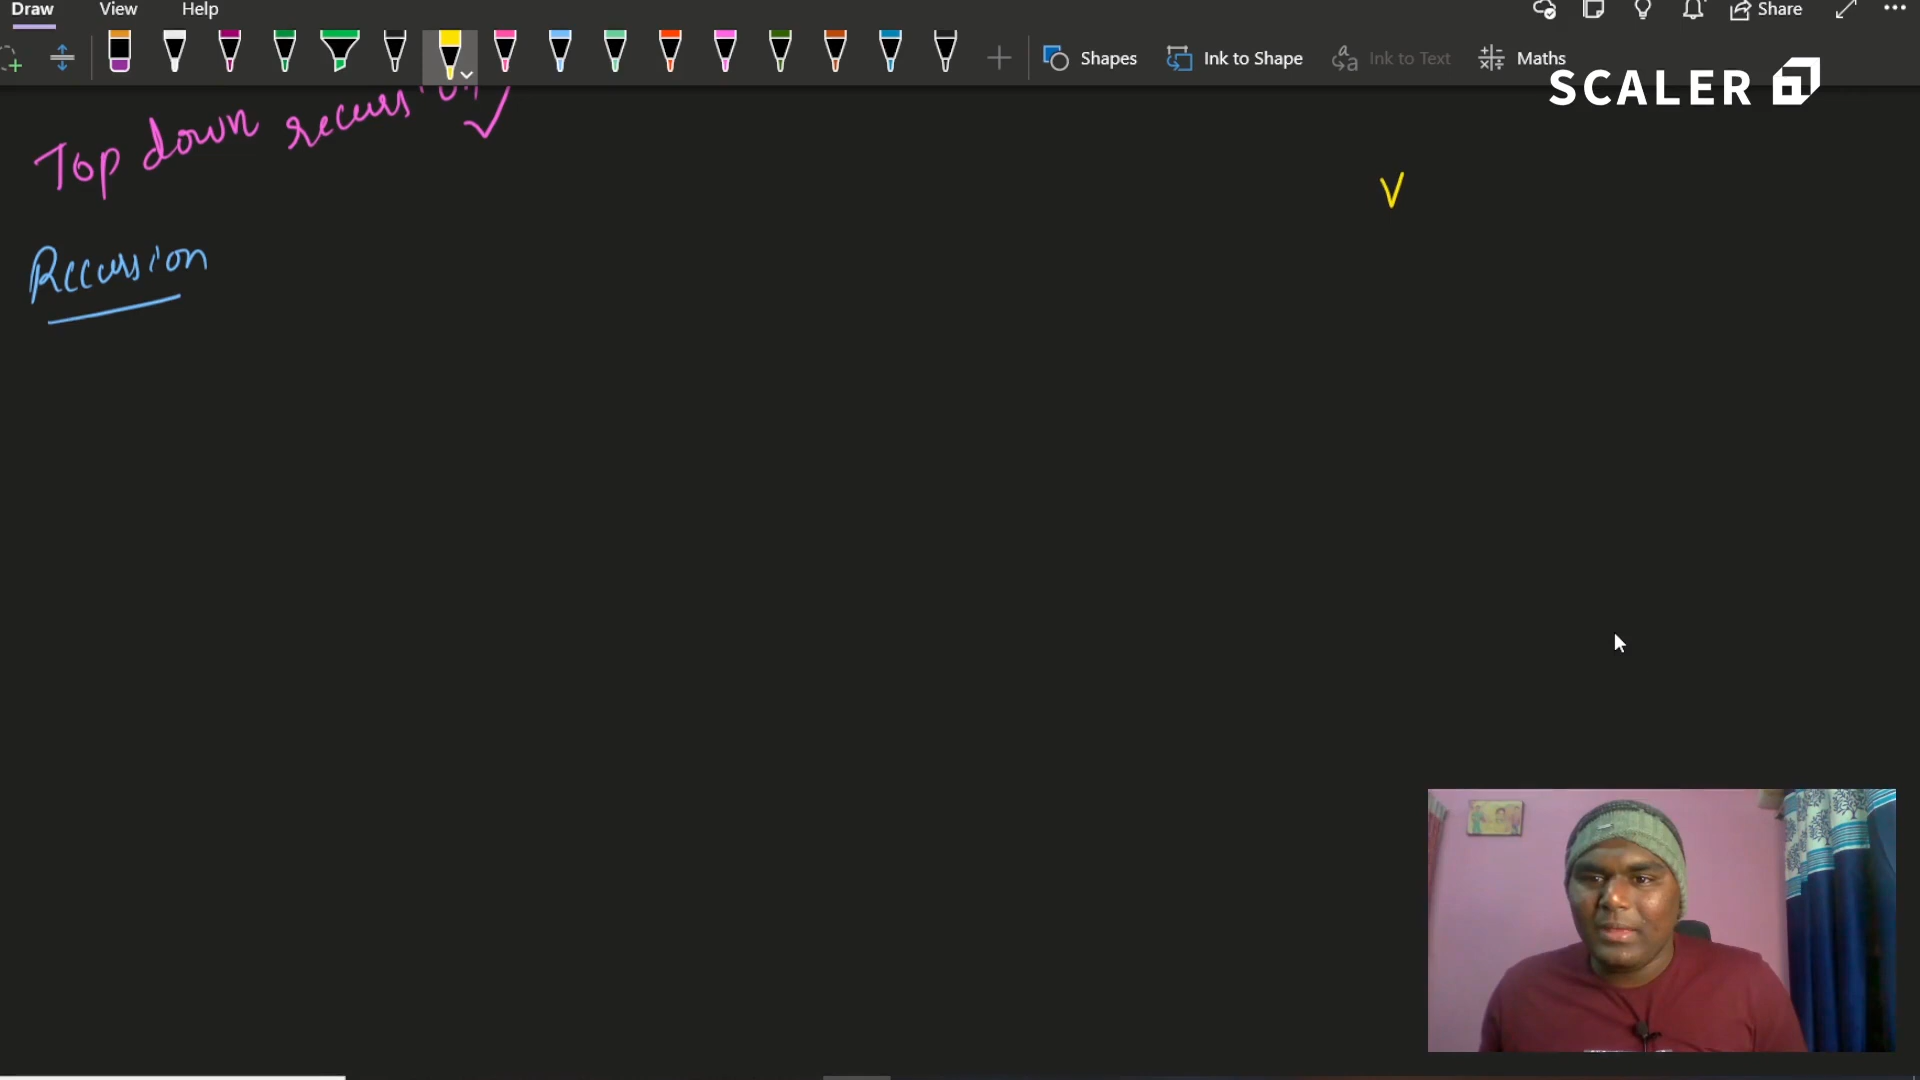 Draw View Help Share
Shapes Ink to Shape Ink to Text Maths
SCALER
Top down recursion
V
Recursion